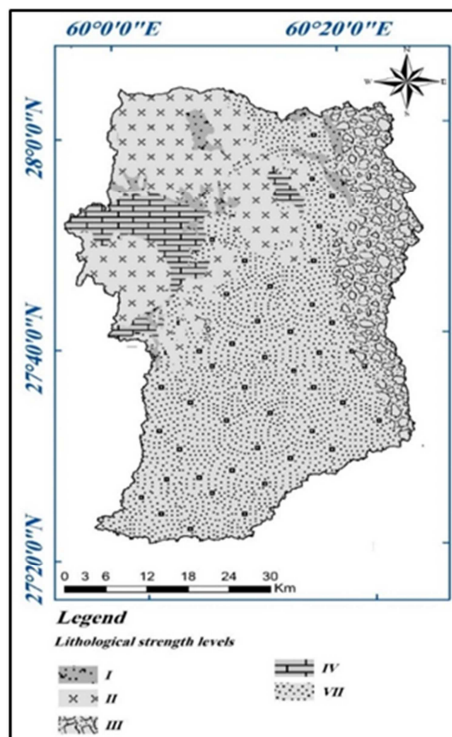 60°0'0"E 60°20'0"E
N
W E
S
28°0'0"N
27°40'0"N
27°20'0"N
0 3 6 12 18 24 30
Km
Legend
Lithological strength levels
I IV
II VII
III